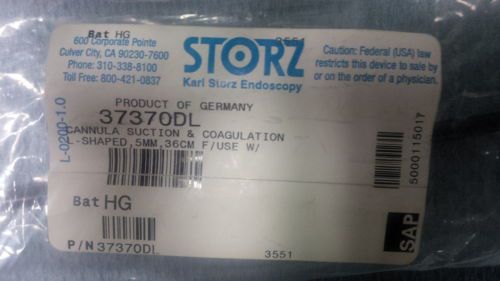 Bat HG
3551
600 Corporate Pointe
Culver City, CA 90230-7600
Phone: 310-338-8100
Toll Free: 800-421-0837
STORZ
Karl Storz Endoscopy
Caution: Federal (USA) law
restricts this device to sale by
or on the order of a physician.
L-0200-1.0
PRODUCT OF GERMANY
37370DL
CANNULA SUCTION & COAGULATION
L-SHAPED,5MM,36CM F/USE W/
5000115017
Bat HG
P/N 37370DL
3551
SAP